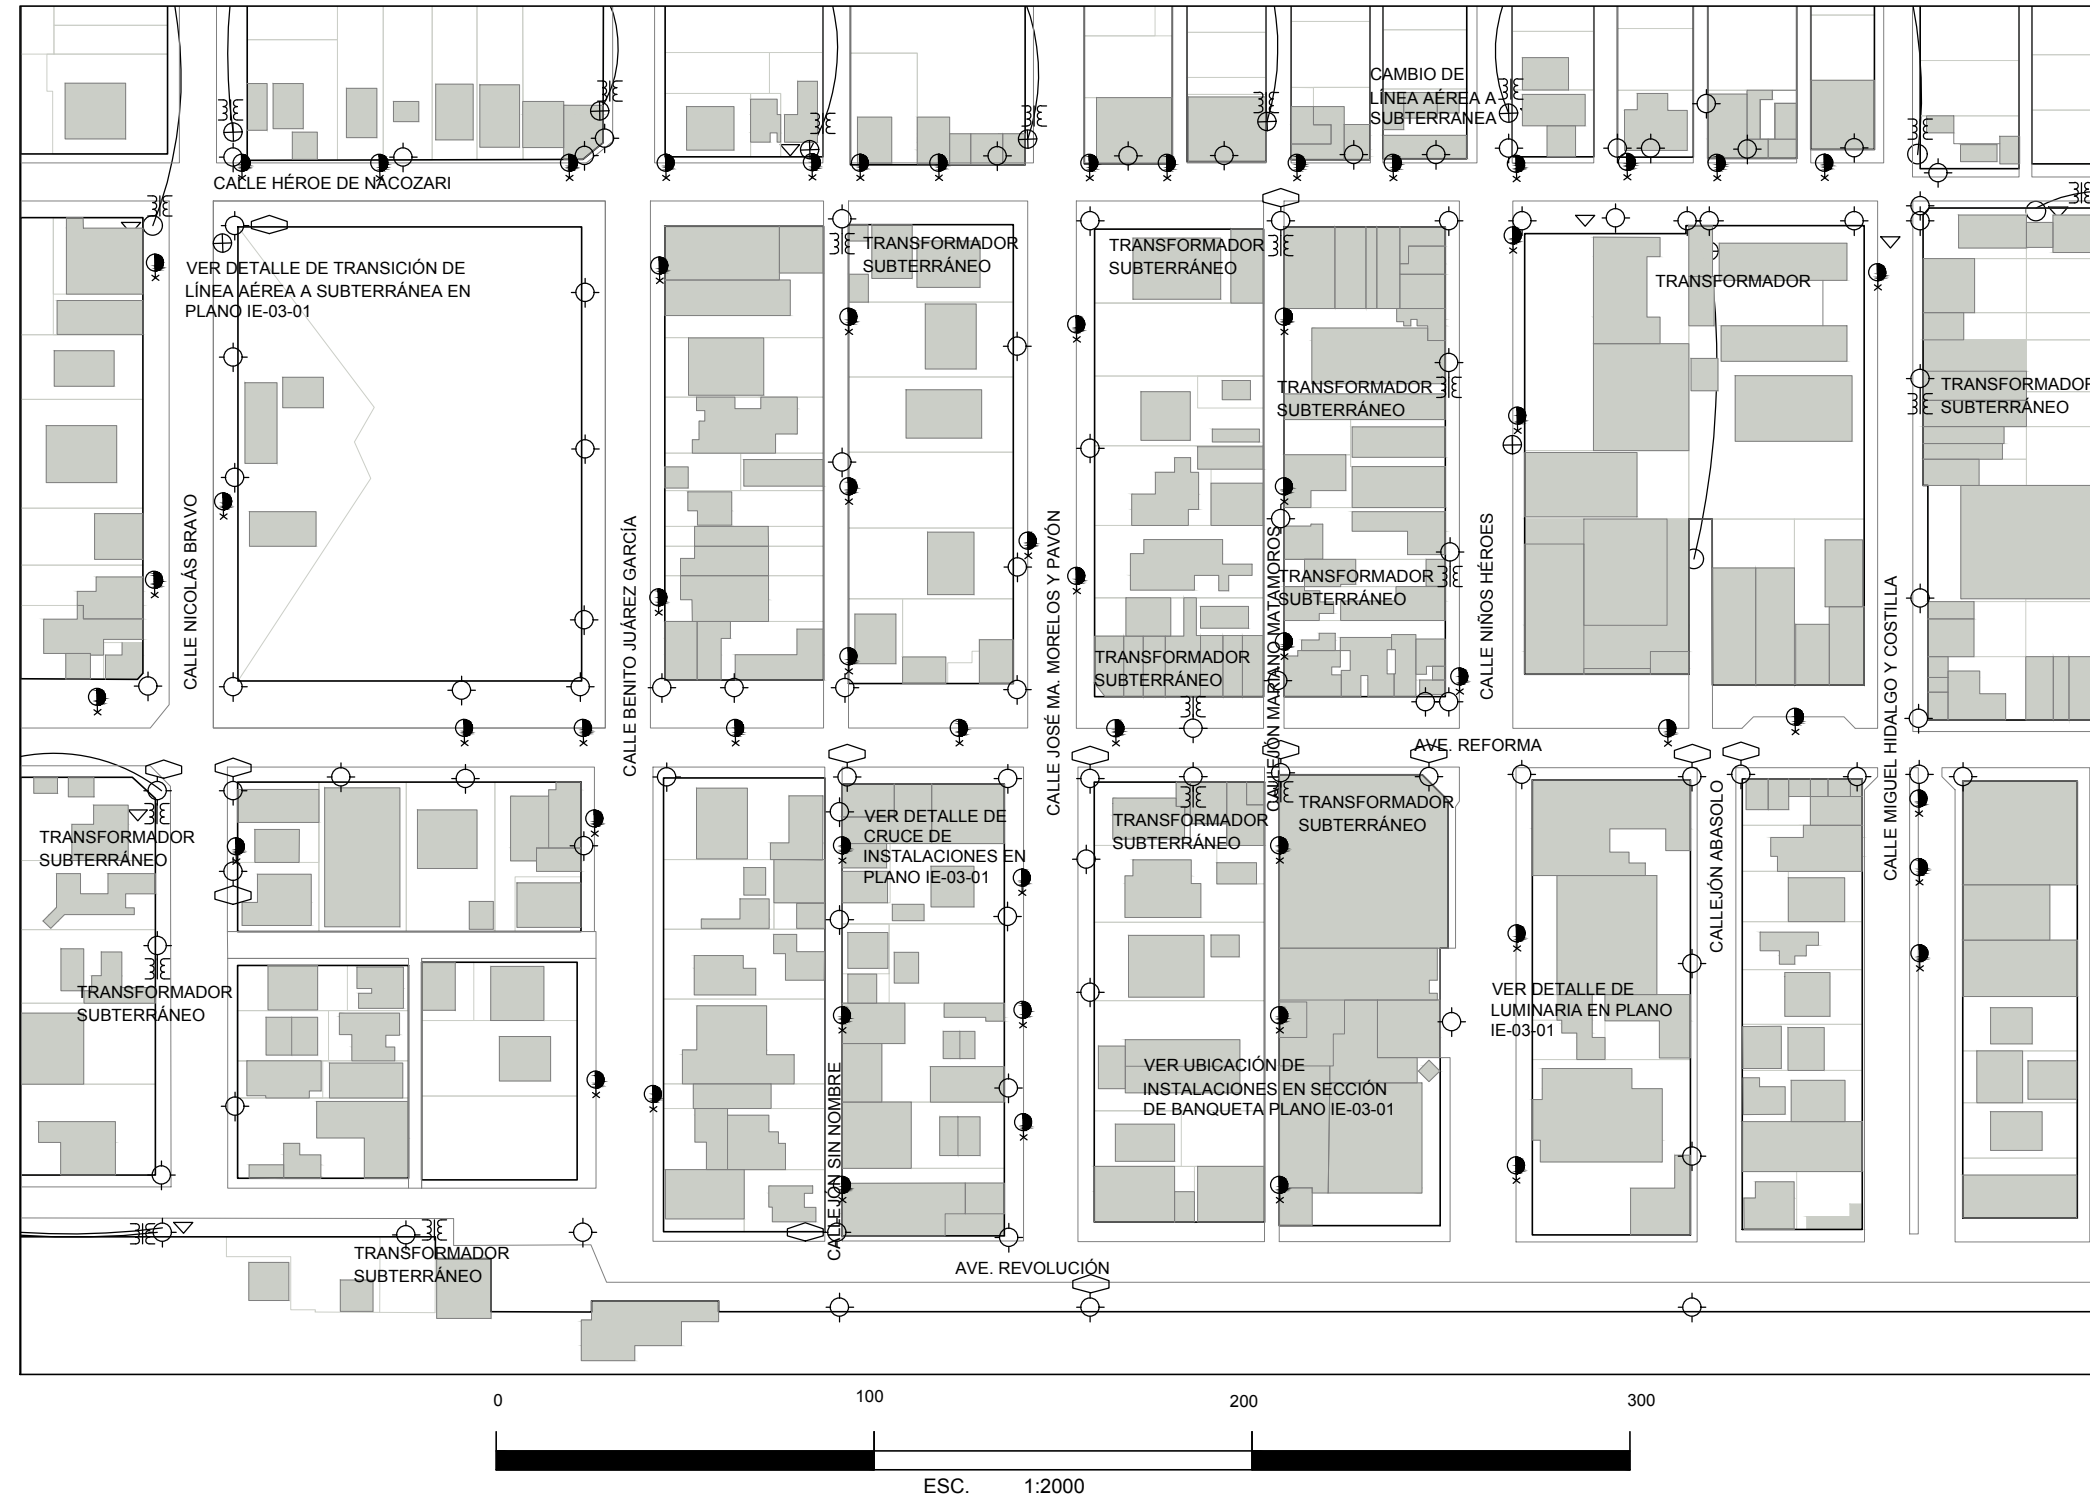 CAMBIO DE
LÍNEA AÉREA A
SUBTERRANEA
CALLE HÉROE DE NACOZARI
VER DETALLE DE TRANSICIÓN DE
LÍNEA AÉREA A SUBTERRÁNEA EN
PLANO IE-03-01
TRANSFORMADOR
SUBTERRÁNEO
TRANSFORMADOR
SUBTERRÁNEO
TRANSFORMADOR
TRANSFORMADOR
SUBTERRÁNEO
TRANSFORMADOR
SUBTERRÁNEO
TRANSFORMADOR
SUBTERRÁNEO
TRANSFORMADOR
SUBTERRÁNEO
CALLE NICOLÁS BRAVO
CALLE BENITO JUÁREZ GARCÍA
CALLE JOSÉ MA. MORELOS Y PAVÓN
CALLEJÓN MARIANO MATAMOROS
CALLE NIÑOS HÉROES
CALLE MIGUEL HIDALGO Y COSTILLA
AVE. REFORMA
CALLEJÓN ABASOLO
TRANSFORMADOR
SUBTERRÁNEO
VER DETALLE DE
CRUCE DE
INSTALACIONES EN
PLANO IE-03-01
TRANSFORMADOR
SUBTERRÁNEO
TRANSFORMADOR
SUBTERRÁNEO
TRANSFORMADOR
SUBTERRÁNEO
VER DETALLE DE
LUMINARIA EN PLANO
IE-03-01
VER UBICACIÓN DE
INSTALACIONES EN SECCIÓN
DE BANQUETA PLANO IE-03-01
CALLEJÓN SIN NOMBRE
TRANSFORMADOR
SUBTERRÁNEO
AVE. REVOLUCIÓN
0 100 200 300
ESC. 1:2000